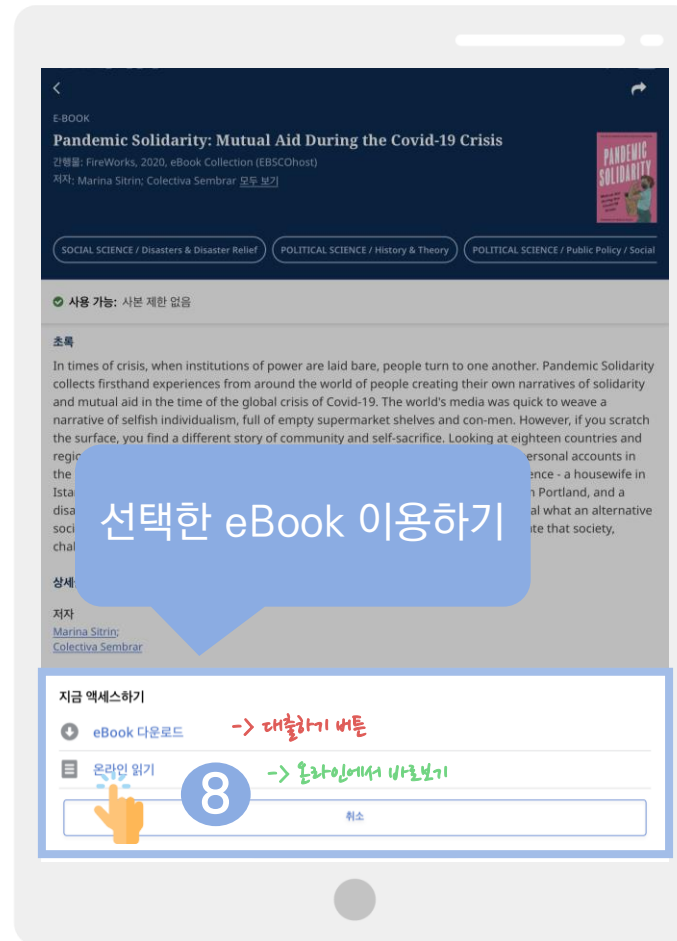 E-BOOK
Pandemic Solidarity: Mutual Aid During the Covid-19 Crisis
간행물: FireWorks, 2020, eBook Collection (EBSCOhost)
저자: Marina Sitrin; Colectiva Sembrar 모두 보기
PANDEMIC
SOLIDARITY
SOCIAL SCIENCE / Disasters & Disaster Relief
POLITICAL SCIENCE / History & Theory
POLITICAL SCIENCE / Public Policy / Social
사용 가능: 사본 제한 없음
초록
In times of crisis, when institutions of power are laid bare, people turn to one another. Pandemic Solidarity
collects firsthand experiences from around the world of people creating their own narratives of solidarity
and mutual aid in the time of the global crisis of Covid-19. The world's media was quick to weave a
narrative of selfish individualism, full of empty supermarket shelves and con-men. However, if you scratch
the surface, you find a different story of community and self-sacrifice. Looking at eighteen countries and
personal accounts in
the
a housewife in
Portland, and a
what an alternative
that society,
선택한 eBook 이용하기
저자
Marina Sitrin;
Colectiva Sembrar
지금 액세스하기
eBook 다운로드 -> 대출하기 버튼
온라인 읽기 -> 온라인에서 바로보기
8
취소